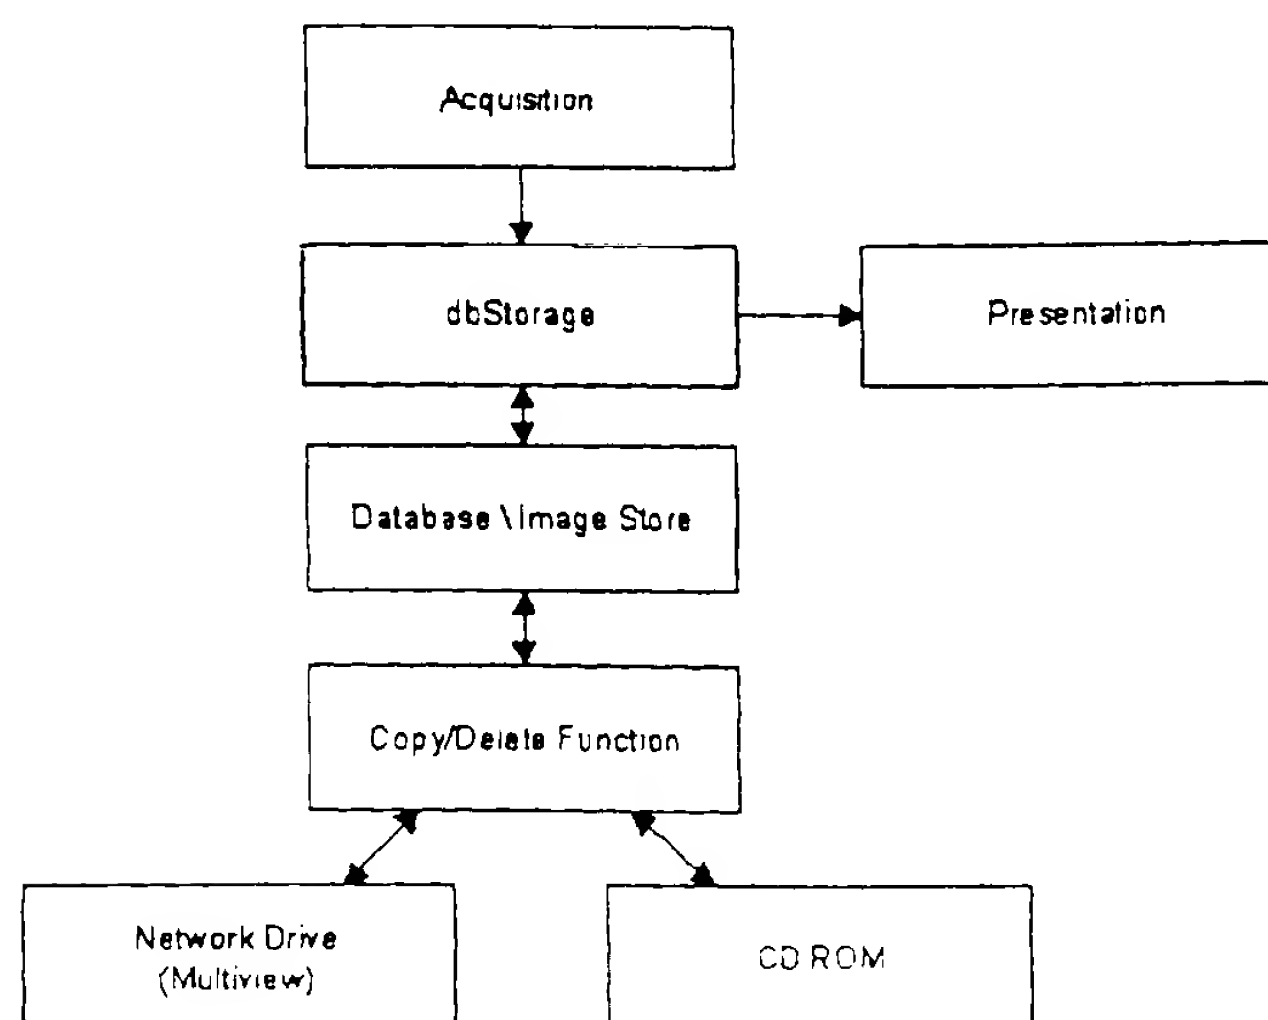 Acquisition
dbStorage
Presentation
Database \ Image Store
Copy/Delete Function
Network Drive
(Multiview)
CD ROM